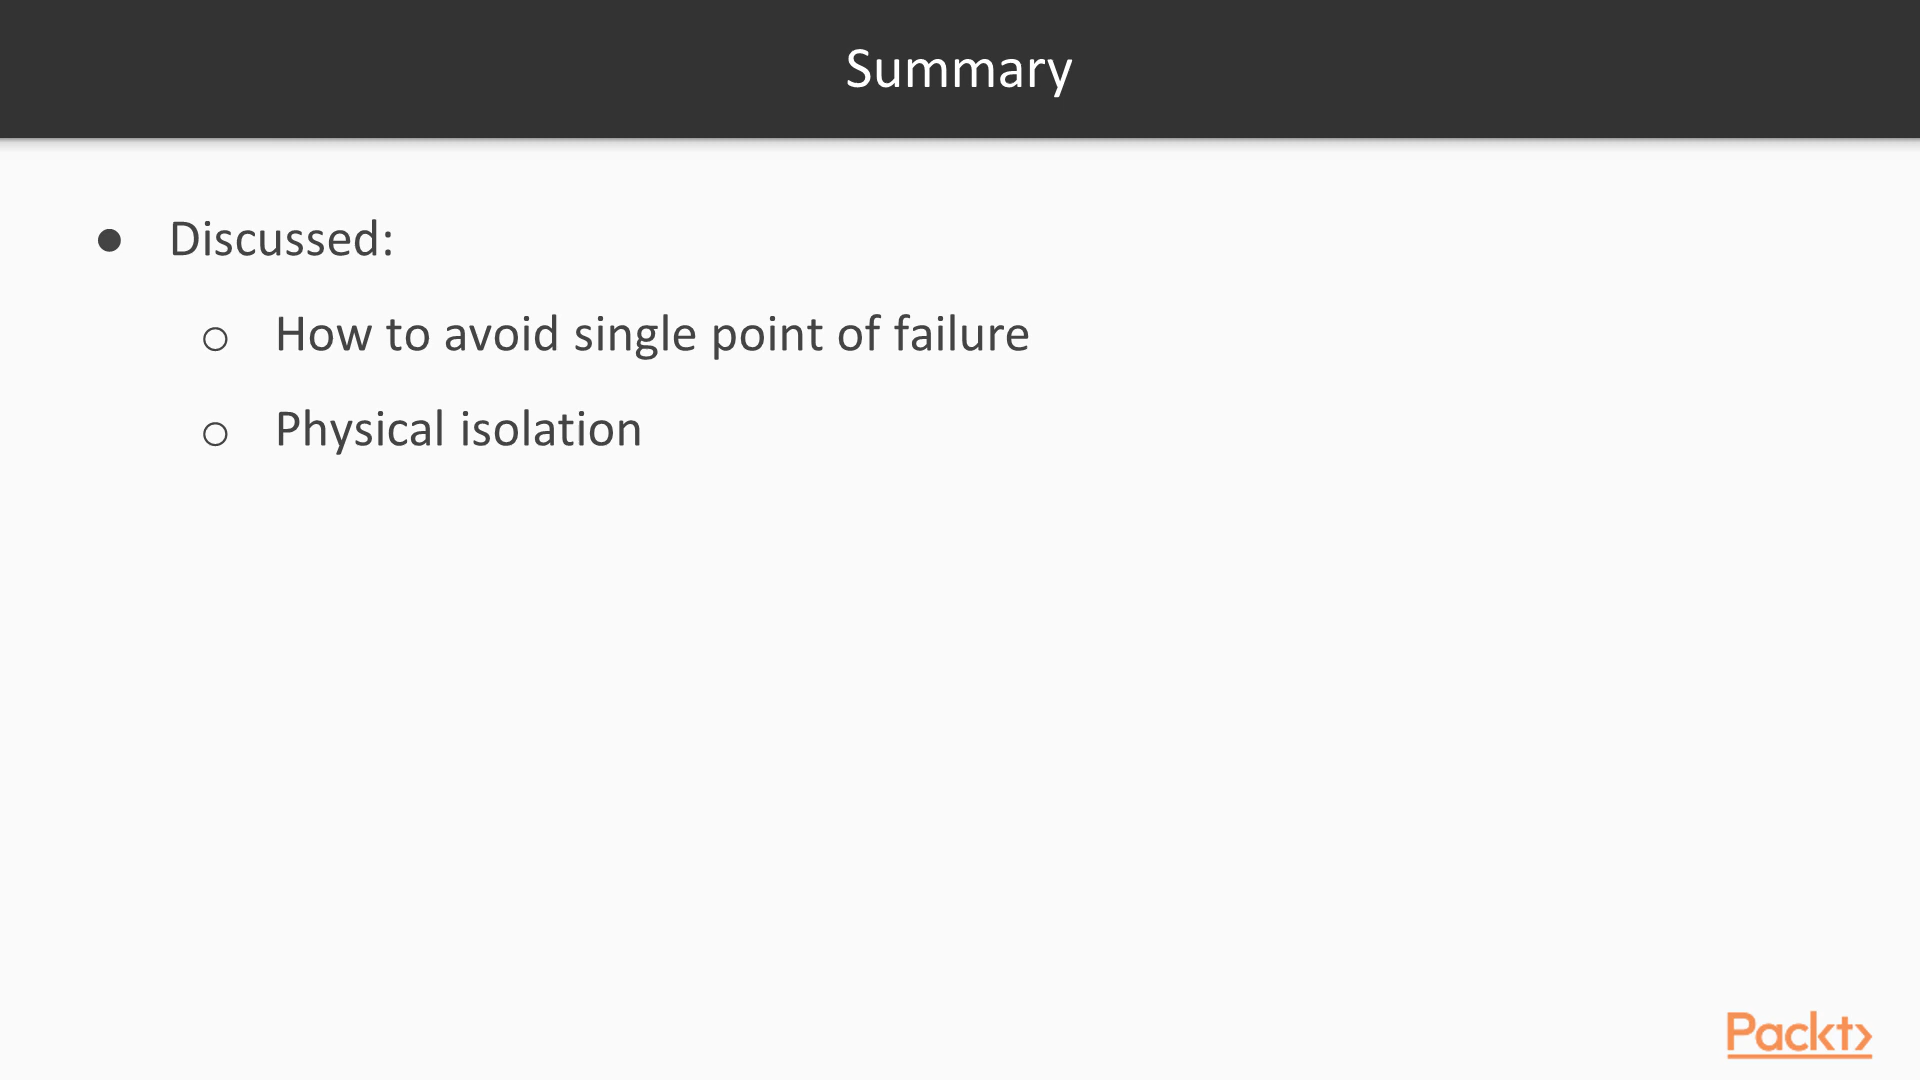 Summary
● Discussed:
○ How to avoid single point of failure
○ Physical isolation
Packt>